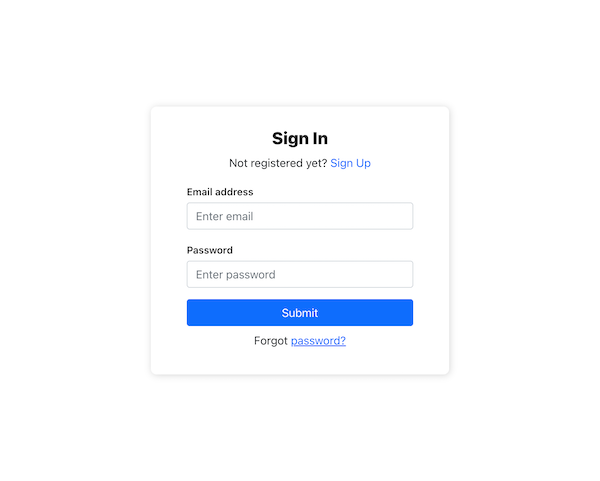 Sign In
Not registered yet? Sign Up
Email address
Enter email
Password
Enter password
Submit
Forgot password?